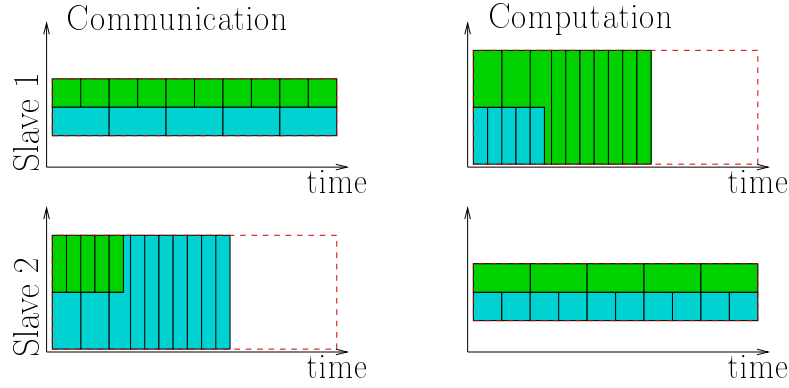 Communication
Computation
Slave 1
time
time
Slave 2
time
time